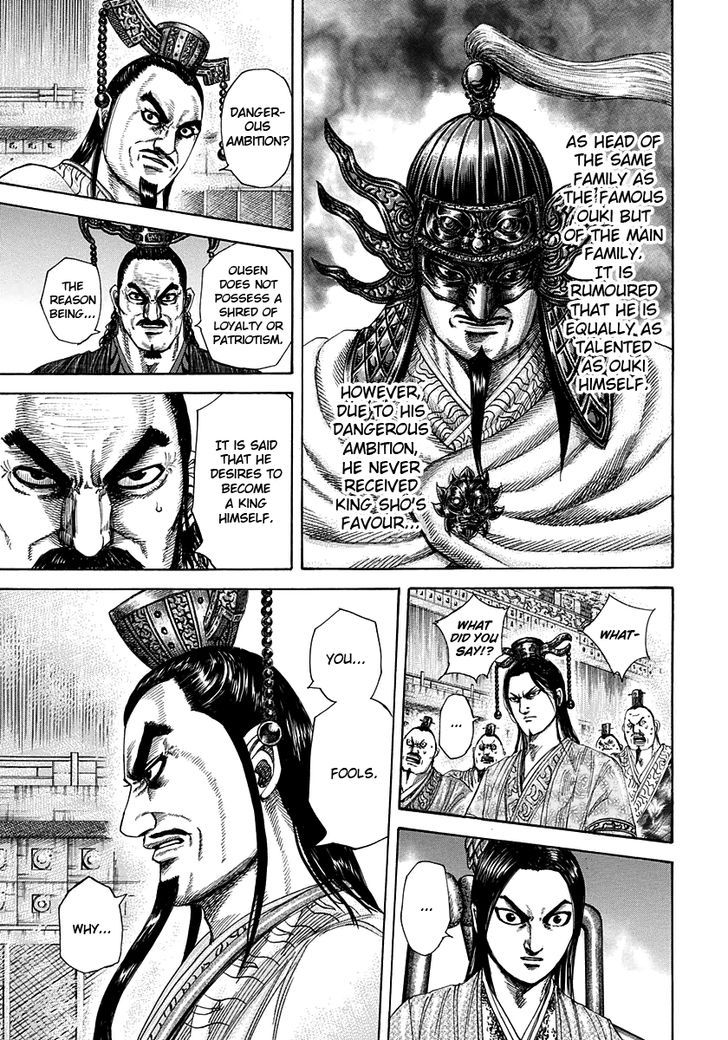 AS HEAD OF
THE SAME
FAMILY AS
THE FAMOUS
OUKI BUT
OF THE MAIN
FAMILY.
IT IS
RUMOURED
THAT HE IS
EQUALLY AS
TALENTED
AS OUKI
HIMSELF.
HOWEVER,
DUE TO HIS
DANGEROUS
AMBITION,
HE NEVER
RECEIVED
KING SHO'S
FAVOUR...
DANGER-
OUS
AMBITION?
OUSEN
DOES NOT
POSSESS A
SHRED OF
LOYALTY OR
PATRIOTISM.
THE
REASON
BEING...
IT IS SAID
THAT HE
DESIRES TO
BECOME
A KING
HIMSELF.
WHAT-
WHAT
DID YOU
SAY!?
...
...
YOU...
FOOLS.
WHY...